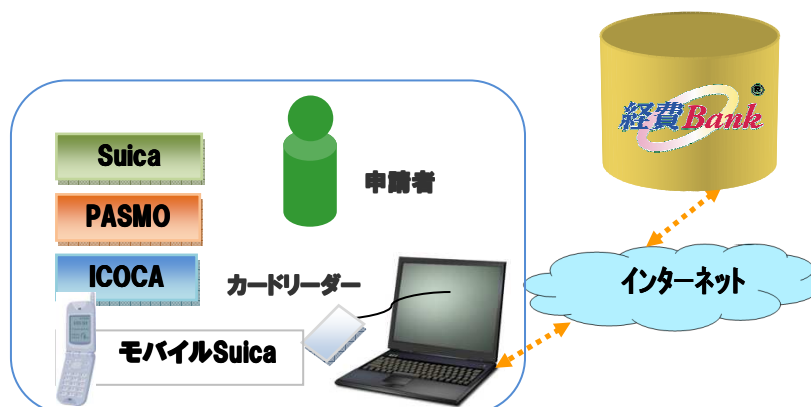 経費Bank®
Suica
申請者
PASMO
ICOCA
カードリーダー
インターネット
モバイルSuica